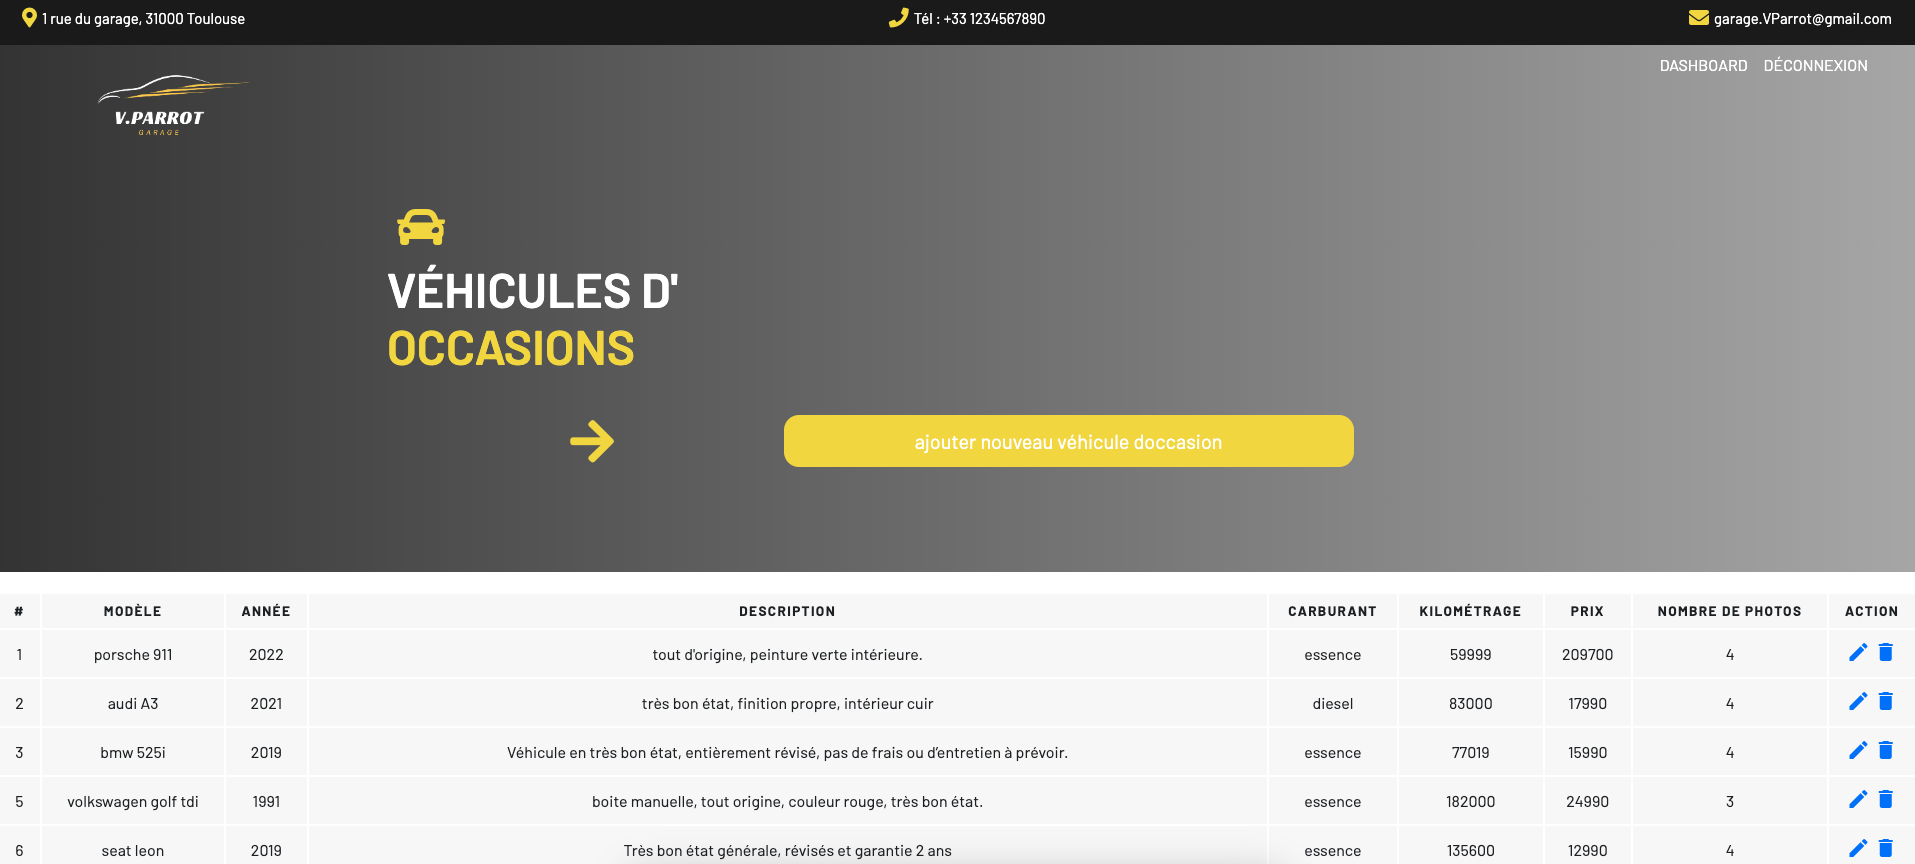 1 rue du garage, 31000 Toulouse
Tél : +33 1234567890
garage.VParrot@gmail.com
DASHBOARD DÉCONNEXION
V.PARROT
GARAGE
VÉHICULES D'
OCCASIONS
ajouter nouveau véhicule doccasion
# MODÈLE ANNÉE DESCRIPTION CARBURANT KILOMÉTRAGE PRIX NOMBRE DE PHOTOS ACTION
1 porsche 911 2022 tout d'origine, peinture verte intérieure. essence 59999 209700 4
2 audi A3 2021 très bon état, finition propre, intérieur cuir diesel 83000 17990 4
3 bmw 525i 2019 Véhicule en très bon état, entièrement révisé, pas de frais ou d’entretien à prévoir. essence 77019 15990 4
5 volkswagen golf tdi 1991 boite manuelle, tout origine, couleur rouge, très bon état. essence 182000 24990 3
6 seat leon 2019 Très bon état générale, révisés et garantie 2 ans essence 135600 12990 4